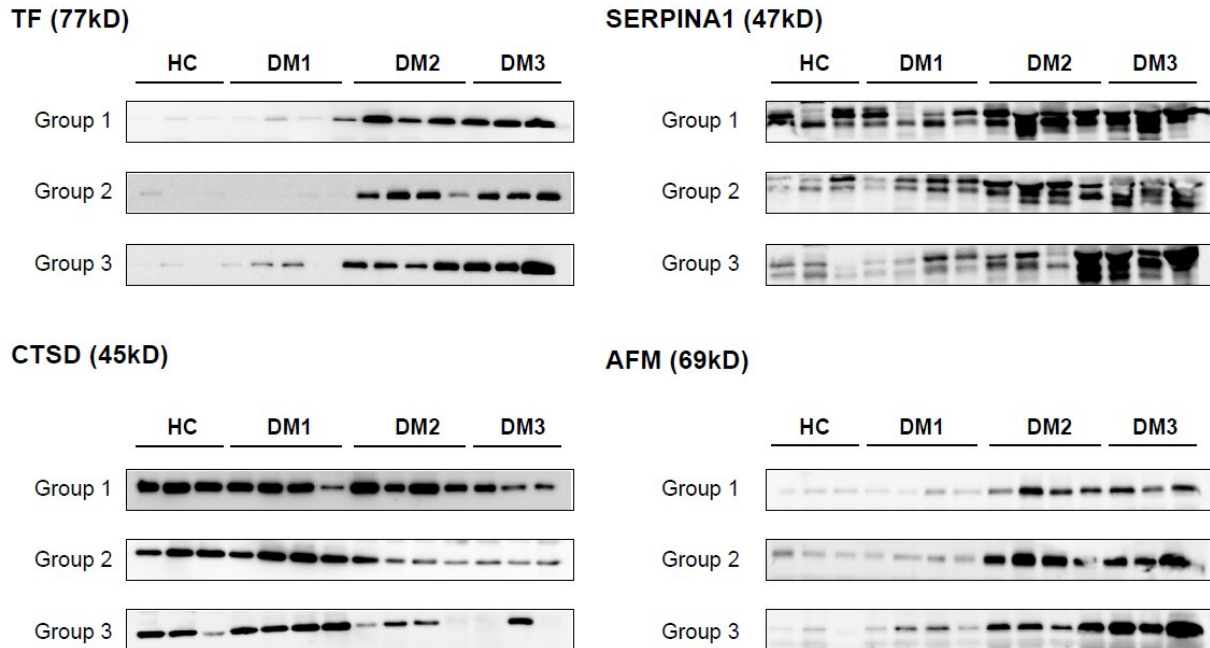 TF (77kD)
HC DM1 DM2 DM3
Group 1
Group 2
Group 3
SERPINA1 (47kD)
HC DM1 DM2 DM3
Group 1
Group 2
Group 3
CTSD (45kD)
HC DM1 DM2 DM3
Group 1
Group 2
Group 3
AFM (69kD)
HC DM1 DM2 DM3
Group 1
Group 2
Group 3